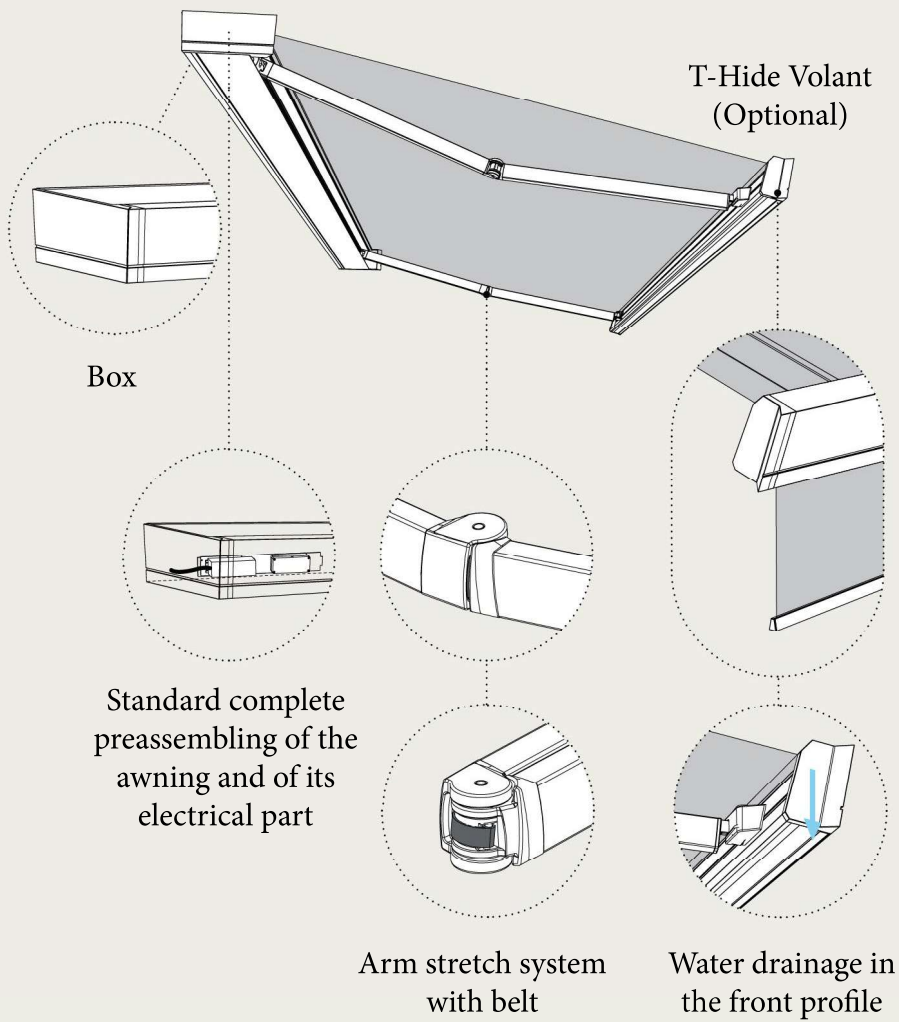 T-Hide Volant
(Optional)
Box
Standard complete
preassembling of the
awning and of its
electrical part
Arm stretch system
with belt
Water drainage in
the front profile